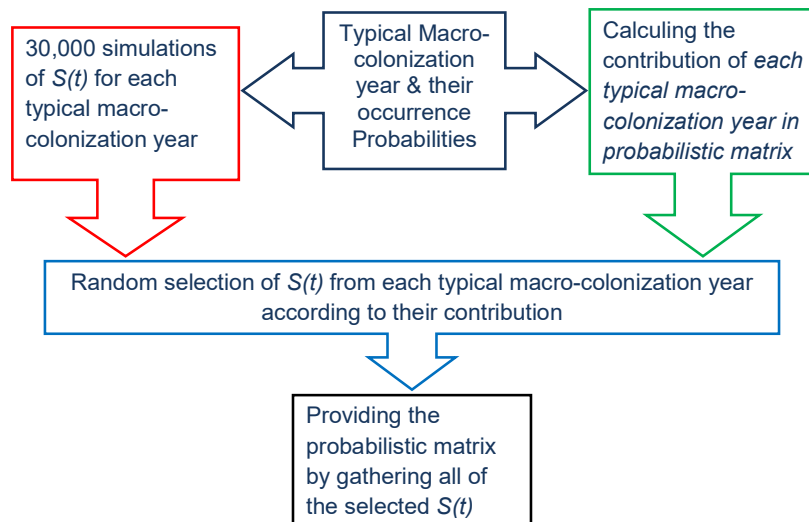 30,000 simulations
of S(t) for each
typical macro-
colonization year
Typical Macro-
colonization
year & their
occurrence
Probabilities
Calculing the
contribution of each
typical macro-
colonization year in
probabilistic matrix
Random selection of S(t) from each typical macro-colonization year
according to their contribution
Providing the
probabilistic matrix
by gathering all of
the selected S(t)